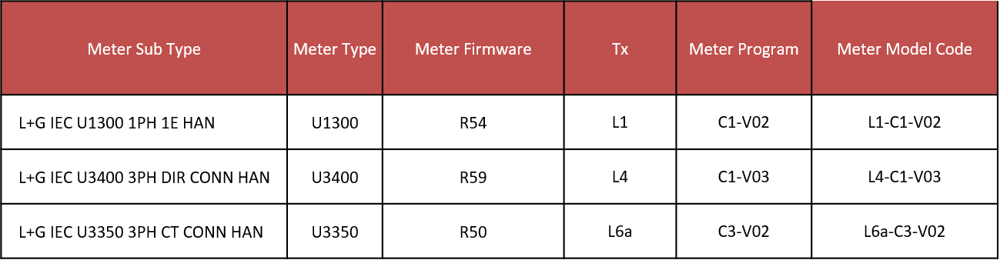 Meter Sub Type Meter Type Meter Firmware Tx Meter Program Meter Model Code
L+G IEC U1300 1PH 1E HAN U1300 R54 L1 C1-V02 L1-C1-V02
L+G IEC U3400 3PH DIR CONN HAN U3400 R59 L4 C1-V03 L4-C1-V03
L+G IEC U3350 3PH CT CONN HAN U3350 R50 L6a C3-V02 L6a-C3-V02